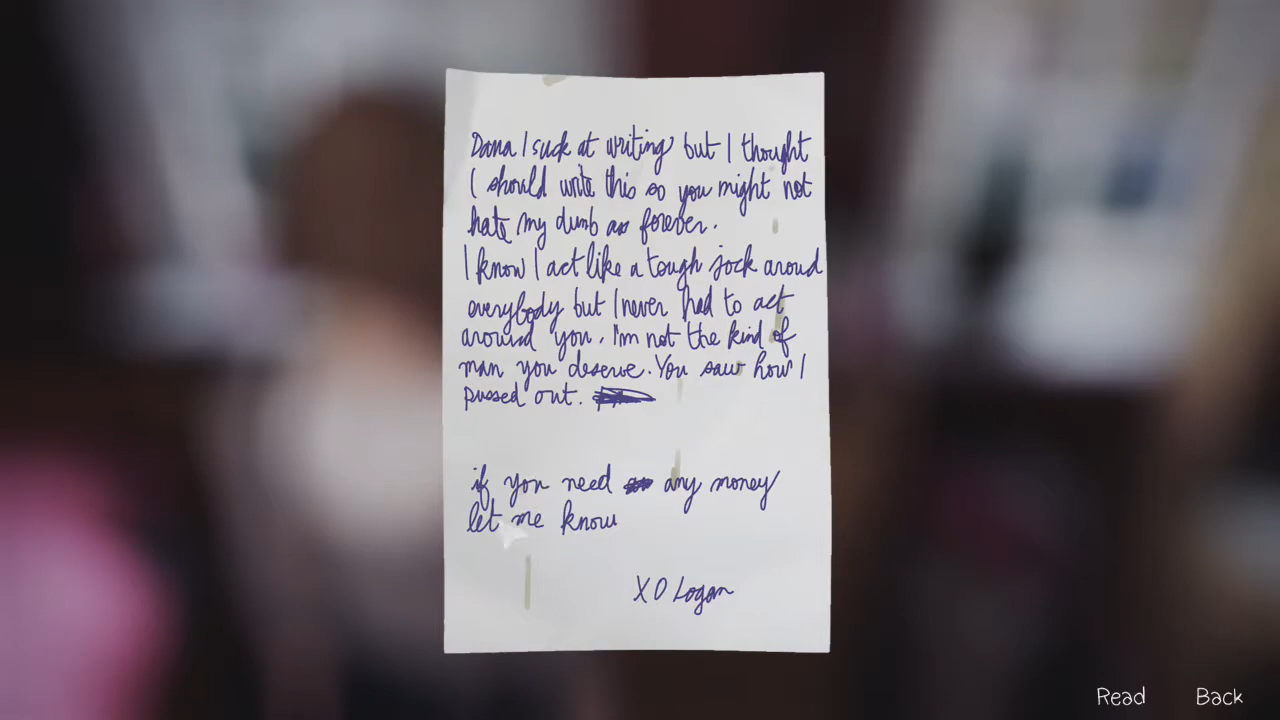 Dana I suck at writing but I thought
I should write this so you might not
hate my dumb ass forever.
I know I act like a tough jock aroud
everybody but I never had to act
around you. I'm not the kind of
man you deserve. You saw how I
pussed out.
if you need any money
let me know
XO Logan
Read Back